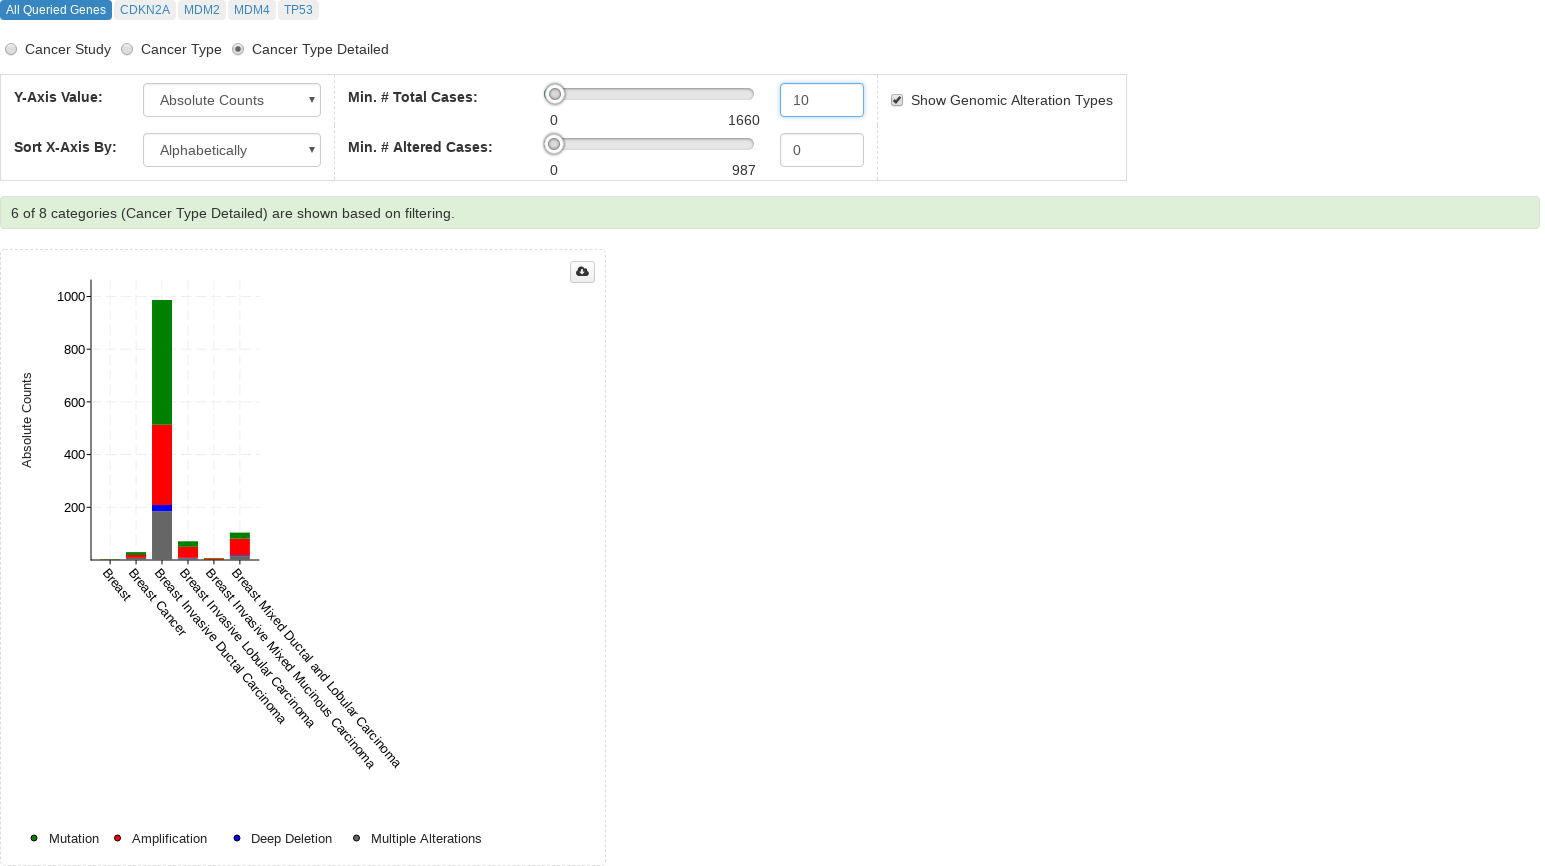 All Queried Genes CDKN2A MDM2 MDM4 TP53
Cancer Study Cancer Type Cancer Type Detailed
Y-Axis Value: Absolute Counts Min. # Total Cases: 10 Show Genomic Alteration Types
0 1660
Sort X-Axis By: Alphabetically Min. # Altered Cases: 0
0 987
6 of 8 categories (Cancer Type Detailed) are shown based on filtering.
1000
800
600
400
200
Absolute Counts
Breast
Breast Cancer
Breast Invasive Ductal Carcinoma
Breast Invasive Lobular Carcinoma
Breast Invasive Mixed Mucinous Carcinoma
Breast Mixed Ductal and Lobular Carcinoma
Mutation Amplification Deep Deletion Multiple Alterations